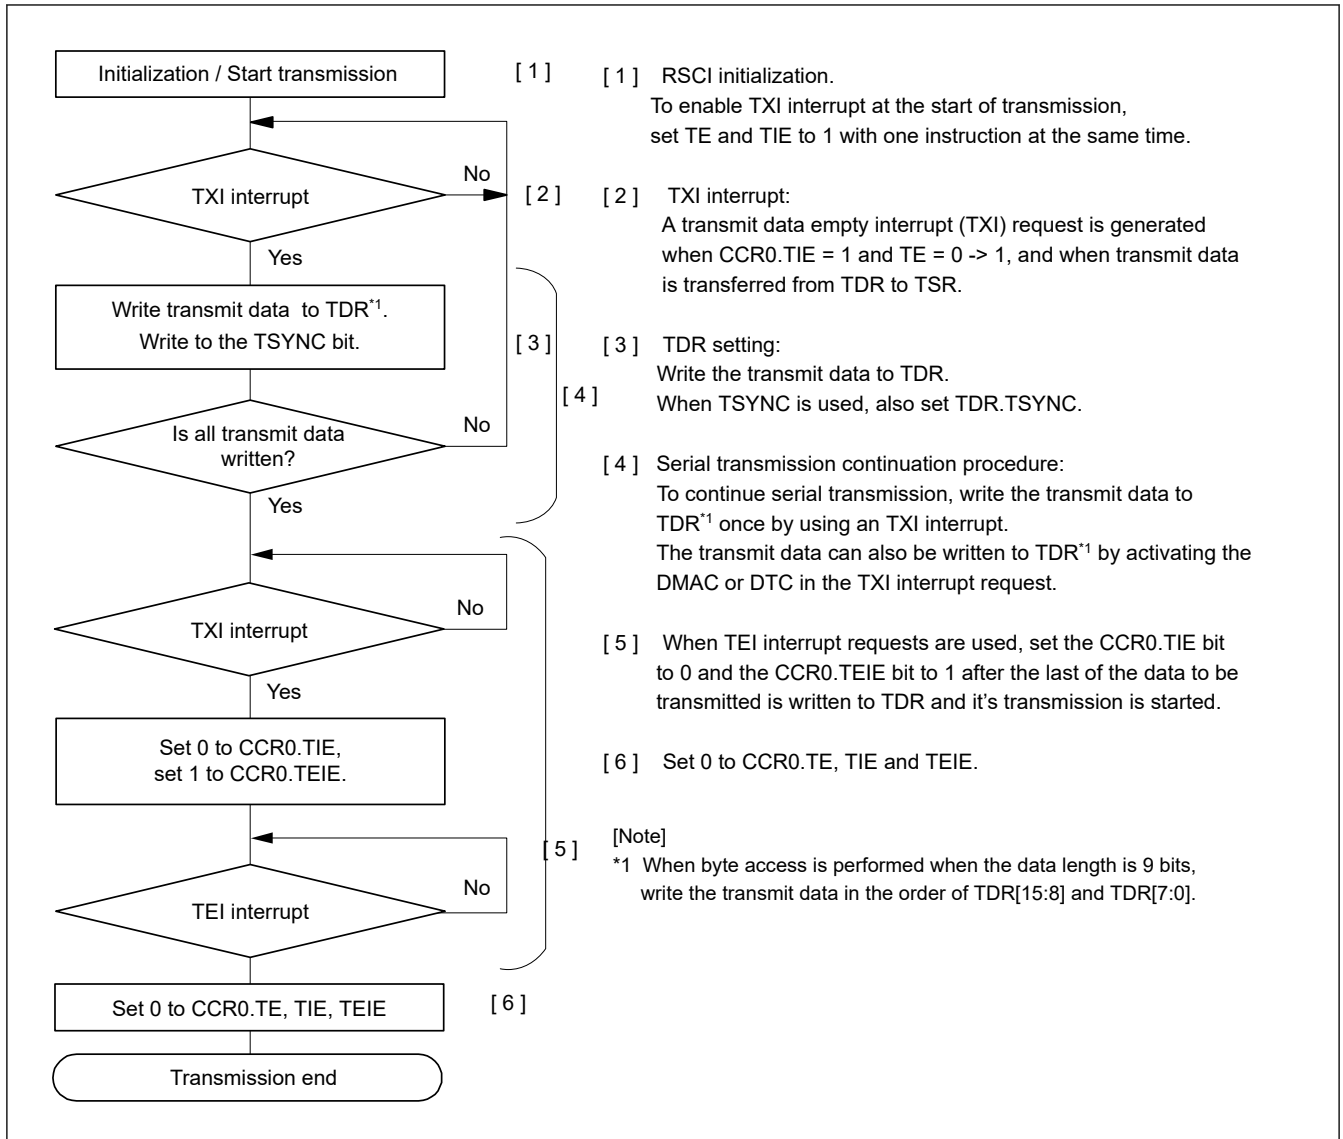 Initialization / Start transmission
[ 1 ]
TXI interrupt
No
[ 2 ]
Yes
Write transmit data to TDR*1.
Write to the TSYNC bit.
[ 3 ]
[ 4 ]
Is all transmit data
written?
No
Yes
TXI interrupt
No
Yes
Set 0 to CCR0.TIE,
set 1 to CCR0.TEIE.
[ 5 ]
TEI interrupt
No
Set 0 to CCR0.TE, TIE, TEIE
[ 6 ]
Transmission end
[ 1 ] RSCI initialization.
To enable TXI interrupt at the start of transmission,
set TE and TIE to 1 with one instruction at the same time.
[ 2 ] TXI interrupt:
A transmit data empty interrupt (TXI) request is generated
when CCR0.TIE = 1 and TE = 0 -> 1, and when transmit data
is transferred from TDR to TSR.
[ 3 ] TDR setting:
Write the transmit data to TDR.
When TSYNC is used, also set TDR.TSYNC.
[ 4 ] Serial transmission continuation procedure:
To continue serial transmission, write the transmit data to
TDR*1 once by using an TXI interrupt.
The transmit data can also be written to TDR*1 by activating the
DMAC or DTC in the TXI interrupt request.
[ 5 ] When TEI interrupt requests are used, set the CCR0.TIE bit
to 0 and the CCR0.TEIE bit to 1 after the last of the data to be
transmitted is written to TDR and it's transmission is started.
[ 6 ] Set 0 to CCR0.TE, TIE and TEIE.
[Note]
*1 When byte access is performed when the data length is 9 bits,
write the transmit data in the order of TDR[15:8] and TDR[7:0].